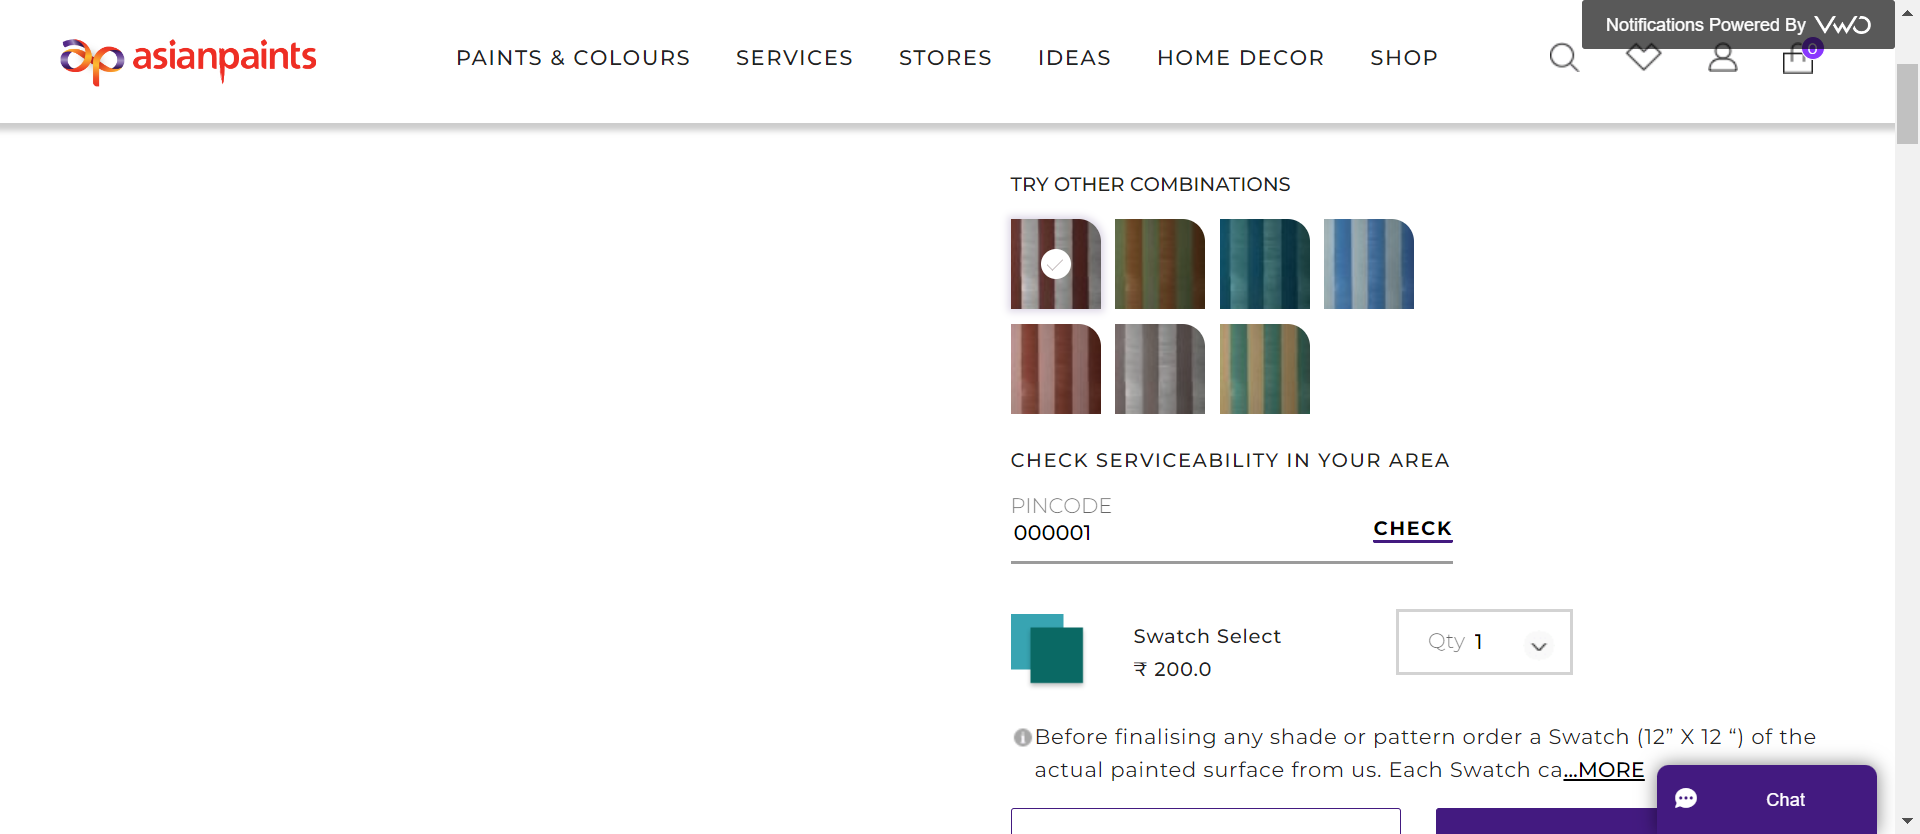 Notifications Powered By VWO
asianpaints
PAINTS & COLOURS SERVICES STORES IDEAS HOME DECOR SHOP
0
TRY OTHER COMBINATIONS
CHECK SERVICEABILITY IN YOUR AREA
PINCODE
000001
CHECK
Swatch Select
₹ 200.0
Qty 1
Before finalising any shade or pattern order a Swatch (12” X 12 “) of the
actual painted surface from us. Each Swatch ca...MORE
Chat